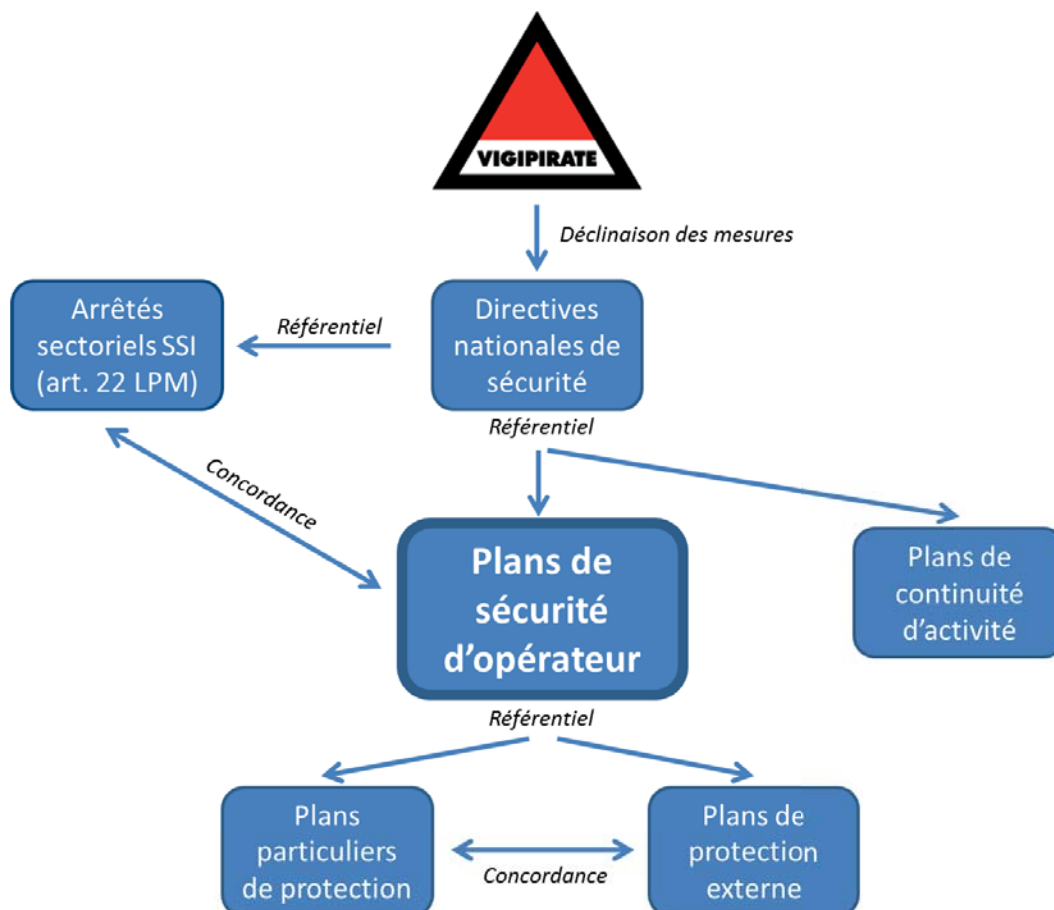 VIGIPIRATE
Déclinaison des mesures
Arrêtés
sectoriels SSI
(art. 22 LPM)
Référentiel
Directives
nationales de
sécurité
Référentiel
Concordance
Plans de
sécurité
d’opérateur
Plans de
continuité
d’activité
Référentiel
Plans
particuliers
de protection
Concordance
Plans de
protection
externe